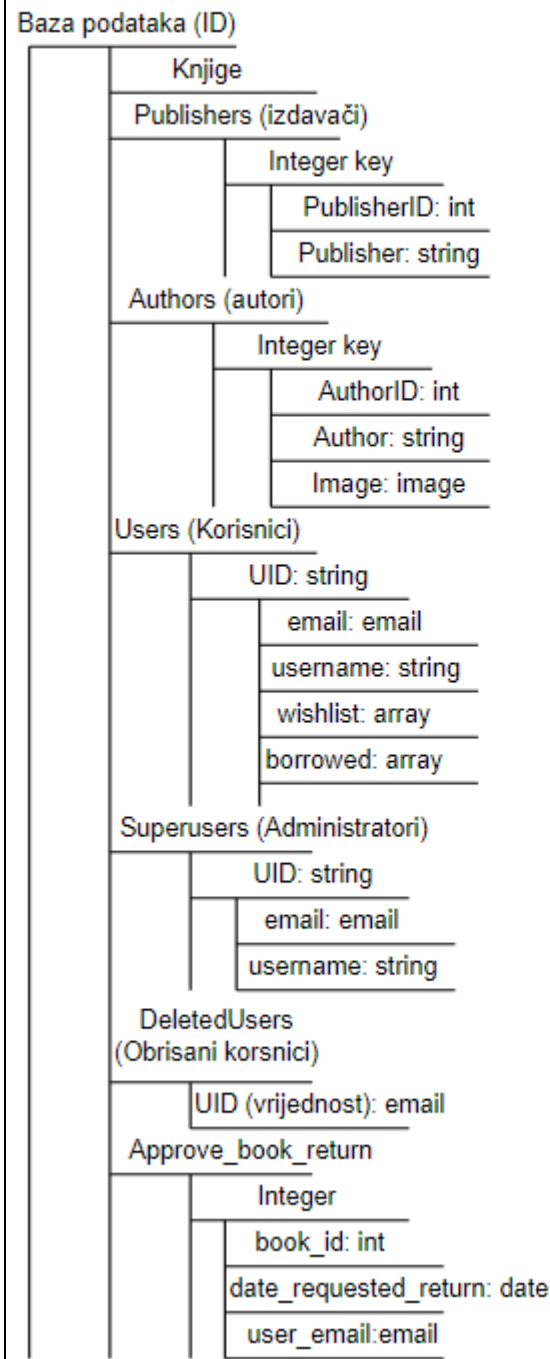 Baza podataka (ID)
Knjige
Publishers (izdavači)
Integer key
PublisherID: int
Publisher: string
Authors (autori)
Integer key
AuthorID: int
Author: string
Image: image
Users (Korisnici)
UID: string
email: email
username: string
wishlist: array
borrowed: array
Superusers (Administratori)
UID: string
email: email
username: string
DeletedUsers
(Obrisani korsnici)
UID (vrijednost): email
Approve_book_return
Integer
book_id: int
date_requested_return: date
user_email:email